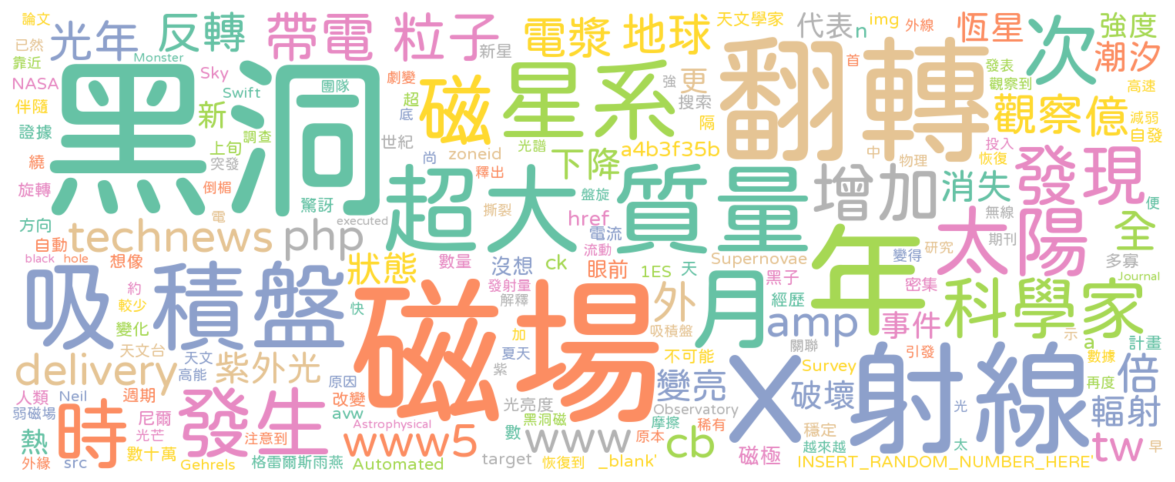 論文
光年
反轉
帶電
粒子
新星
電漿
地球
天文學家
代表
n
img
外線
恆星
次
強度
潮汐
已然
靠近
Monster
NASA
Sky
Swift
團隊
劇變
超
底
磁
星系
強
更
搜索
隔
翻轉
首
發表
觀察到
高速
觀察
億
減弱
自發
伴隨
證據
新
調查
上旬
突發
繞
世紀
尚
zoneid
釋出
光譜
下降
a4b3f35b
中
物理
投入
恢復
黑洞
旋轉
倒楣
驚訝
超大
質量
盤旋
撕裂
href
電流
流動
增加
消失
發現
無線
便
方向
電
自動
technews
php
executed
想像
black
hole
狀態
數量
沒想
ck
發射量
解釋
眼前
1ES
天
Supernovae
黑子
經歷
變得
研究
密集
太陽
期刊
全
多寡
Journal
約
較少
變化
吸積盤
快
加
磁場
外
吸積盤
月
年
amp
關聯
科學家
事件
引發
a
示
計畫
delivery
天文台
天文
高能
紫外光
原因
改變
夏天
紫
不可能
變亮
Survey
破壞
數據
再度
倍
人類
Neil
週期
弱磁場
尼爾
光芒
avw
光亮度
黑洞磁
Observatory
摩擦
稀有
X
射線
光
輻射
熱
時
發生
注意到
Astrophysical
www5
數
www
原本
cb
穩定
越來越
太
tw
早
外緣
src
數十萬
Gehrels
格雷爾斯雨燕
Automated
target
恢復到
_blank'
磁極
INSERT_RANDOM_NUMBER_HERE'